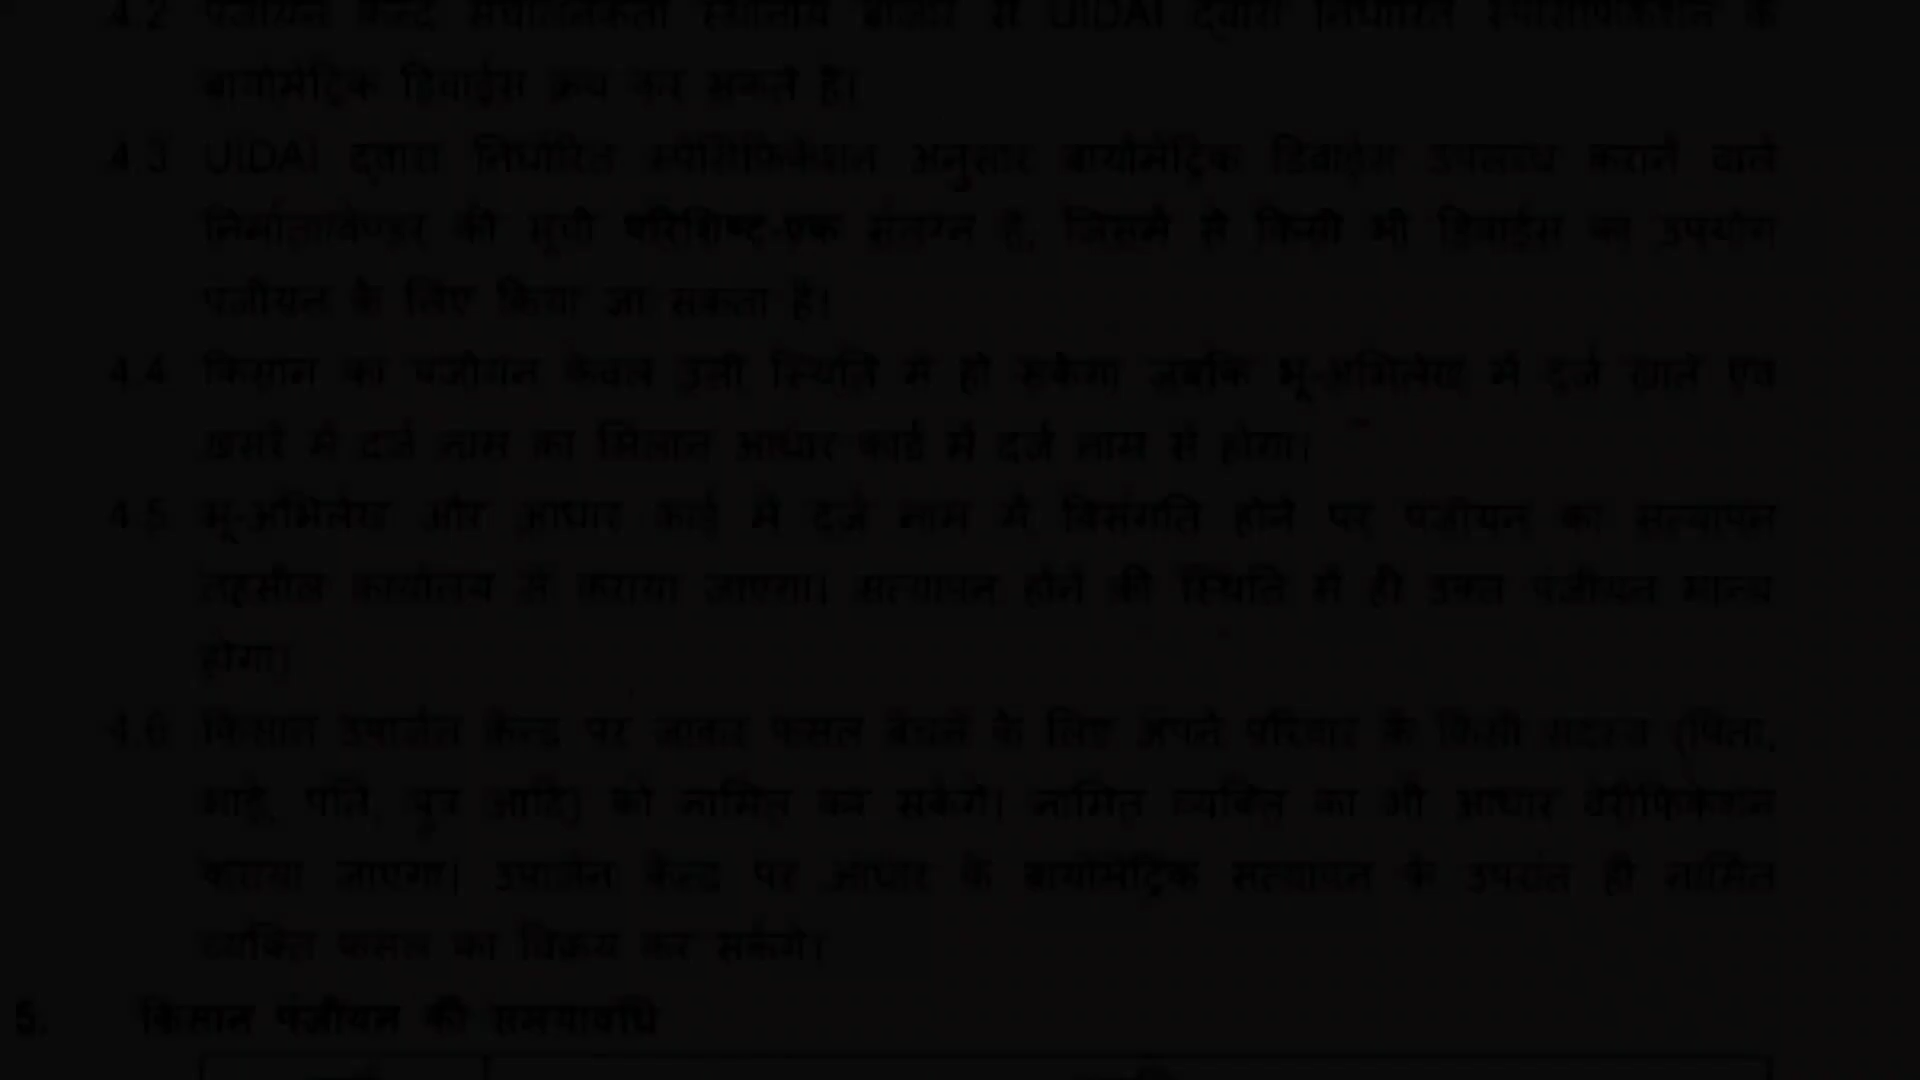 4.2 पंजीयन केन्द्र संचालनकर्ता स्थानीय बाजार से UIDAI द्वारा निर्धारित स्पेसिफिकेशन के
बायोमेट्रिक डिवाईस क्रय कर सकते है।
4.3 UIDAI द्वारा निर्धारित स्पेसिफिकेशन अनुसार बायोमेट्रिक डिवाईस उपलब्ध कराने वाले
निर्माता/वेण्डर की सूची परिशिष्ट-एक संलग्न है, जिसमें से किसी भी डिवाईस का उपयोग
पंजीयन के लिए किया जा सकता है।
4.4 किसान का पंजीयन केवल उसी स्थिति में हो सकेगा जबकि भू-अभिलेख में दर्ज खाते एवं
खसरे में दर्ज नाम का मिलान आधार कार्ड में दर्ज नाम से होगा।
4.5 भू-अभिलेख और आधार कार्ड में दर्ज नाम में विसंगति होने पर पंजीयन का सत्यापन
तहसील कार्यालय से कराया जाएगा। सत्यापन होने की स्थिति में ही उक्त पंजीयन मान्य
होगा।
4.6 किसान उपार्जन केन्द्र पर जाकर फसल बेचने के लिए अपने परिवार के किसी सदस्य (पिता,
भाई, पति, पुत्र आदि) को नामित कर सकेंगे। नामित व्यक्ति का भी आधार वेरीफिकेशन
कराया जाएगा। उपार्जन केन्द्र पर आधार के बायोमेट्रिक सत्यापन के उपरांत ही नामित
व्यक्ति फसल का विक्रय कर सकेंगे।
5. किसान पंजीयन की समयावधि